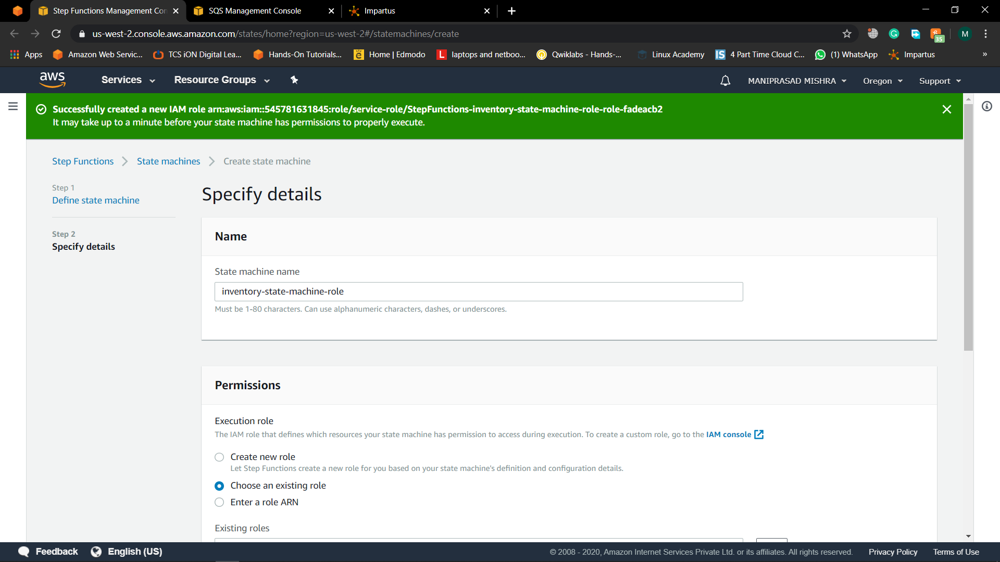 Step Functions Management Con
SQS Management Console
Impartus
us-west-2.console.aws.amazon.com/states/home?region=us-west-2#/statemachines/create
35
M
Apps
Amazon Web Servic...
TCS iON Digital Lea...
Hands-On Tutorials...
é
Home | Edmodo
L
laptops and netboo...
Qwiklabs - Hands-...
Linux Academy
IS
4 Part Time Cloud C...
(1) WhatsApp
Impartus
»
aws
Services
Resource Groups
MANIPRASAD MISHRA
Oregon
Support
Successfully created a new IAM role arn:aws:iam::545781631845:role/service-role/StepFunctions-inventory-state-machine-role-role-fadeacb2
It may take up to a minute before your state machine has permissions to properly execute.
Step Functions
State machines
Create state machine
Step 1
Define state machine
Step 2
Specify details
Specify details
Name
State machine name
inventory-state-machine-role
Must be 1-80 characters. Can use alphanumeric characters, dashes, or underscores.
Permissions
Execution role
The IAM role that defines which resources your state machine has permission to access during execution. To create a custom role, go to the IAM console
Create new role
Let Step Functions create a new role for you based on your state machine's definition and configuration details.
Choose an existing role
Enter a role ARN
Existing roles
Feedback
English (US)
© 2008 - 2020, Amazon Internet Services Private Ltd. or its affiliates. All rights reserved.
Privacy Policy
Terms of Use